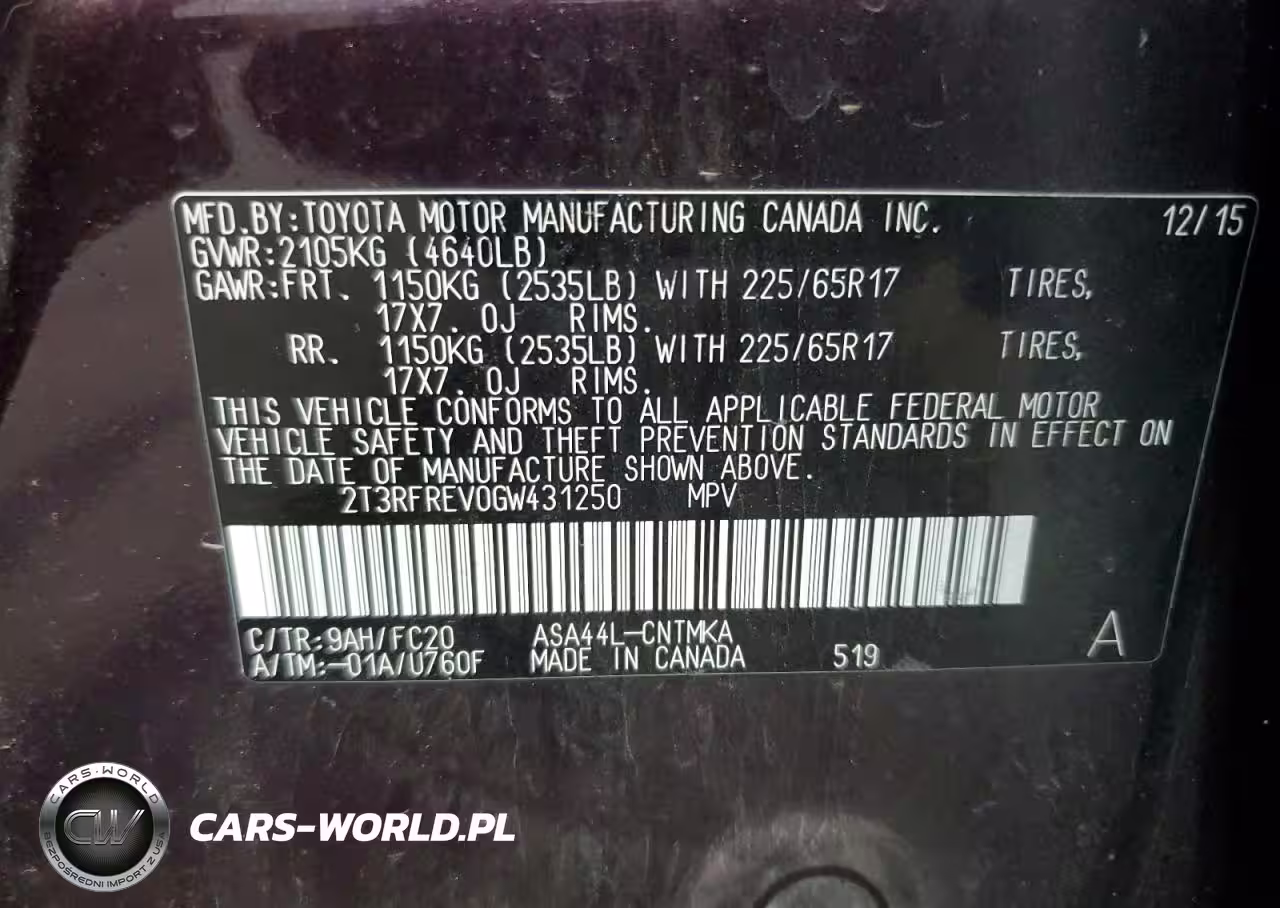 MFD.BY:TOYOTA MOTOR MANUFACTURING CANADA INC. 12/15
GVWR:2105KG (4640LB)
GAWR:FRT. 1150KG (2535LB) WITH 225/65R17 TIRES,
17X7.0J RIMS.
RR. 1150KG (2535LB) WITH 225/65R17 TIRES,
17X7.0J RIMS.
THIS VEHICLE CONFORMS TO ALL APPLICABLE FEDERAL MOTOR
VEHICLE SAFETY AND THEFT PREVENTION STANDARDS IN EFFECT ON
THE DATE OF MANUFACTURE SHOWN ABOVE.
2T3RFREV0GW431250 MPV
C/TR:9AH/FC20 ASA44L-CNTMKA A
A/TM:-01A/U760F MADE IN CANADA 519
CARS-WORLD
CW
BEZPOŚREDNI IMPORT Z USA
CARS-WORLD.PL